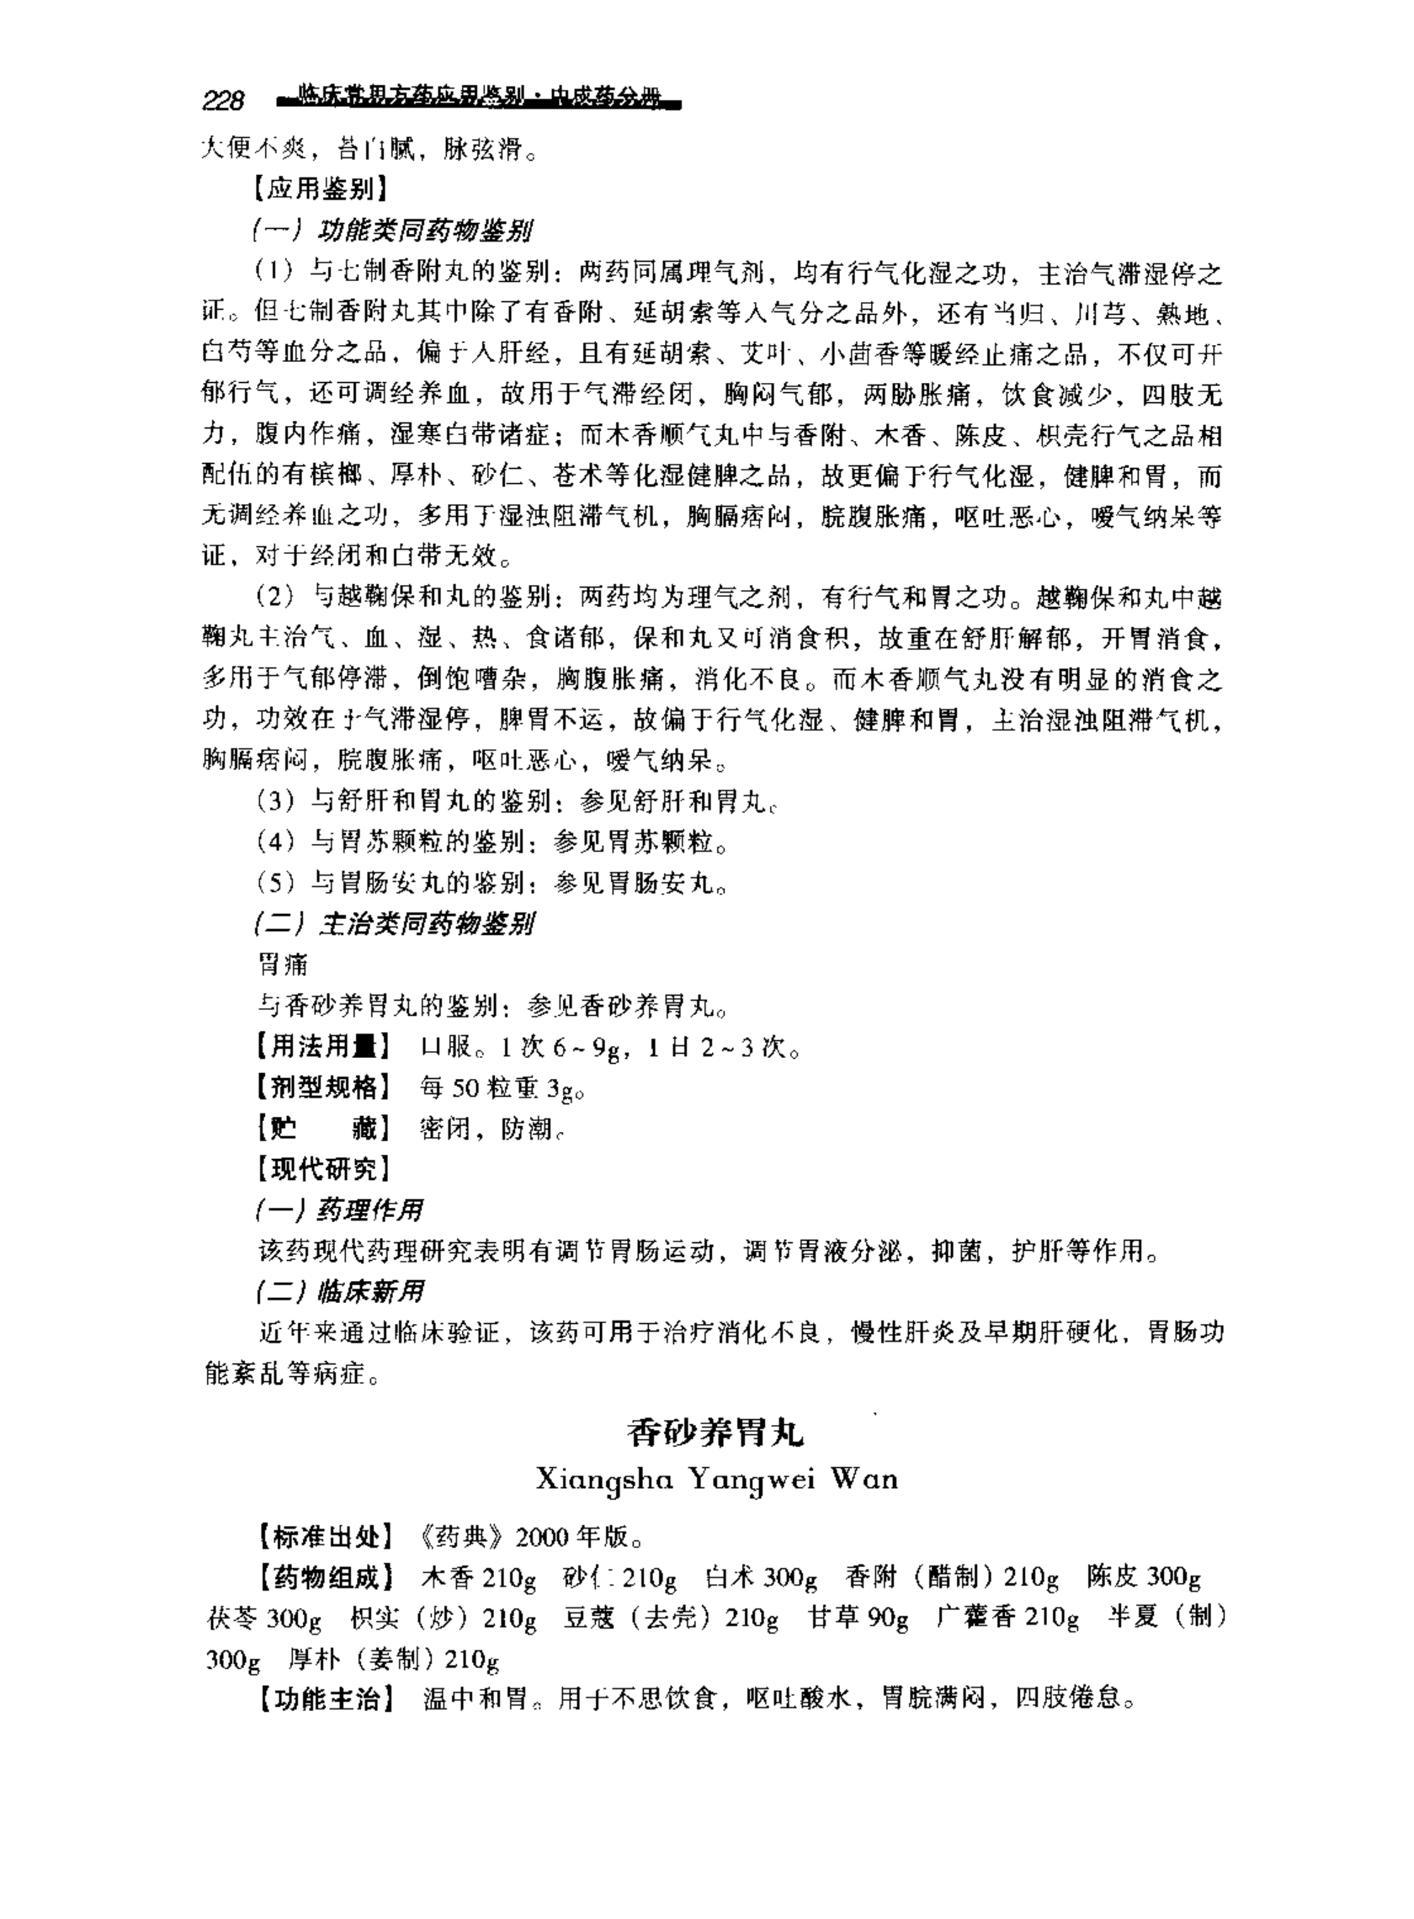 228 临床常用方药应用鉴别·中成药分册
大便不爽，苔白腻，脉弦滑。
【应用鉴别】
（一）功能类同药物鉴别
（1）与七制香附丸的鉴别：两药同属理气剂，均有行气化湿之功，主治气滞湿停之
证。但七制香附丸其中除了有香附、延胡索等入气分之品外，还有当归、川芎、熟地、
白芍等血分之品，偏于入肝经，且有延胡索、艾叶、小茴香等暖经止痛之品，不仅可开
郁行气，还可调经养血，故用于气滞经闭，胸闷气郁，两胁胀痛，饮食减少，四肢无
力，腹内作痛，湿寒白带诸症；而木香顺气丸中与香附、木香、陈皮、枳壳行气之品相
配伍的有槟榔、厚朴、砂仁、苍术等化湿健脾之品，故更偏于行气化湿，健脾和胃，而
无调经养血之功，多用于湿浊阻滞气机，胸膈痞闷，脘腹胀痛，呕吐恶心，嗳气纳呆等
证，对于经闭和白带无效。
（2）与越鞠保和丸的鉴别：两药均为理气之剂，有行气和胃之功。越鞠保和丸中越
鞠丸主治气、血、湿、热、食诸郁，保和丸又可消食积，故重在舒肝解郁，开胃消食，
多用于气郁停滞，倒饱嘈杂，胸腹胀痛，消化不良。而木香顺气丸没有明显的消食之
功，功效在于气滞湿停，脾胃不运，故偏于行气化湿、健脾和胃，主治湿浊阻滞气机，
胸膈痞闷，脘腹胀痛，呕吐恶心，嗳气纳呆。
（3）与舒肝和胃丸的鉴别：参见舒肝和胃丸。
（4）与胃苏颗粒的鉴别：参见胃苏颗粒。
（5）与胃肠安丸的鉴别：参见胃肠安丸。
（二）主治类同药物鉴别
胃痛
与香砂养胃丸的鉴别：参见香砂养胃丸。
【用法用量】 口服。1次6~9g，1日2~3次。
【剂型规格】 每50粒重3g。
【贮　　藏】 密闭，防潮。
【现代研究】
（一）药理作用
该药现代药理研究表明有调节胃肠运动，调节胃液分泌，抑菌，护肝等作用。
（二）临床新用
近年来通过临床验证，该药可用于治疗消化不良，慢性肝炎及早期肝硬化，胃肠功
能紊乱等病症。
香砂养胃丸
Xiangsha Yangwei Wan
【标准出处】《药典》2000年版。
【药物组成】 木香210g　砂仁210g　白术300g　香附（醋制）210g　陈皮300g
茯苓300g　枳实（炒）210g　豆蔻（去壳）210g　甘草90g　广藿香210g　半夏（制）
300g　厚朴（姜制）210g
【功能主治】 温中和胃。用于不思饮食，呕吐酸水，胃脘满闷，四肢倦怠。